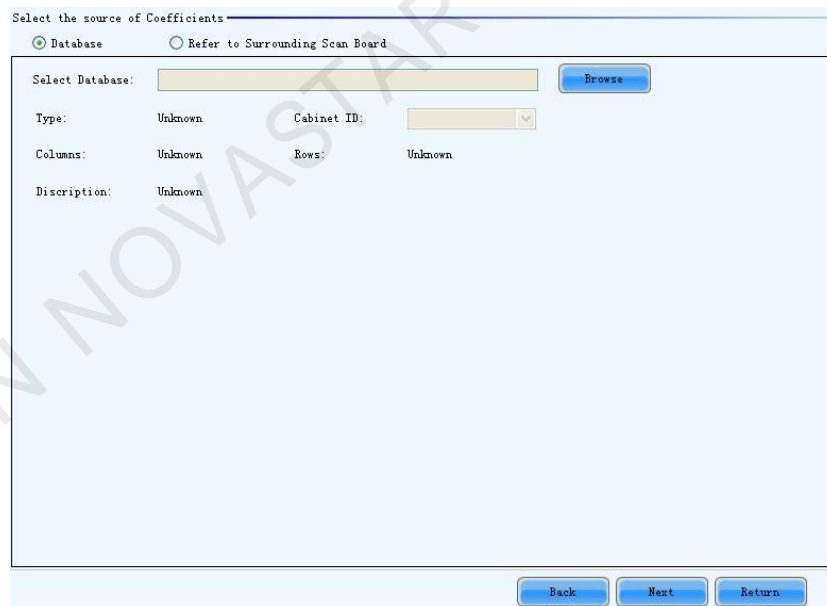 Select the source of Coefficients
Database Refer to Surrounding Scan Board
Select Database: Browse
Type: Unknown Cabinet ID:
Columns: Unknown Rows: Unknown
Discription: Unknown
N NOVASTAR
Back Next Return